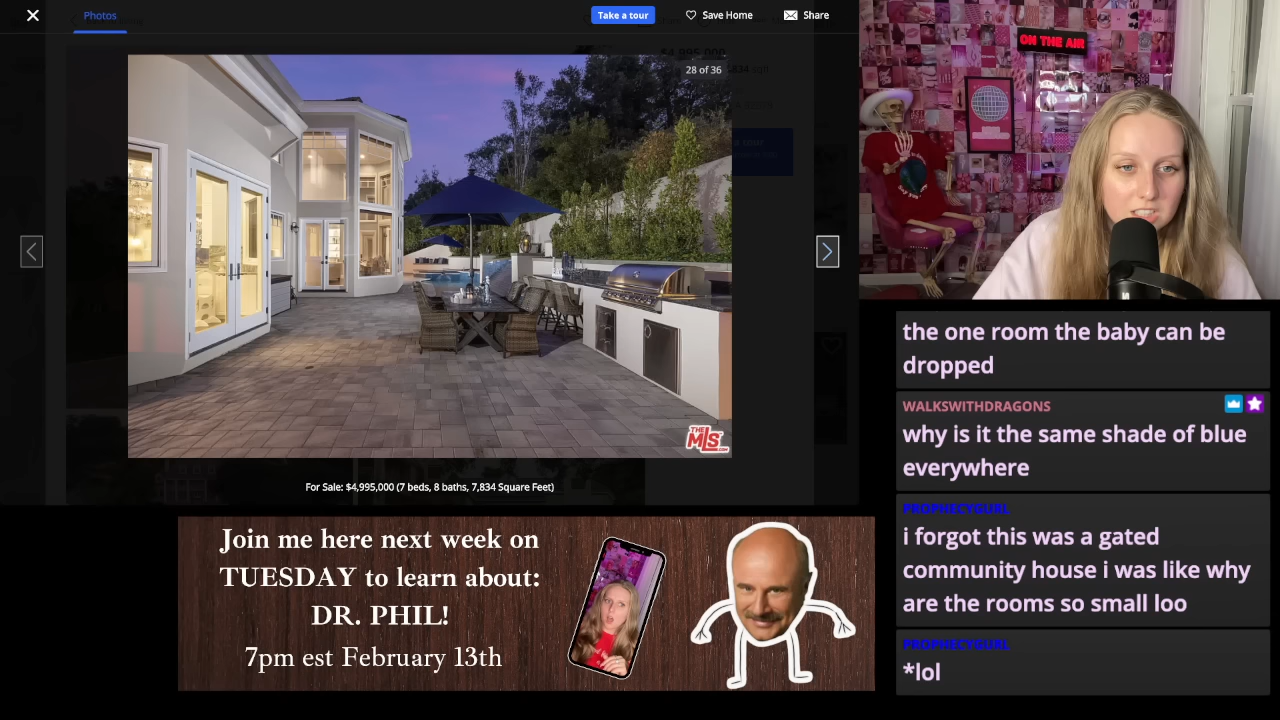 Photos
Take a tour
Save Home
Share
$4,995,000
28 of 36
ON THE AIR
THE
MLS
.COM
For Sale: $4,995,000 (7 beds, 8 baths, 7,834 Square Feet)
Join me here next week on
TUESDAY to learn about:
DR. PHIL!
7pm est February 13th
the one room the baby can be
dropped
WALKSWITHDRAGONS
why is it the same shade of blue
everywhere
PROPHECYGURL
i forgot this was a gated
community house i was like why
are the rooms so small loo
PROPHECYGURL
*lol